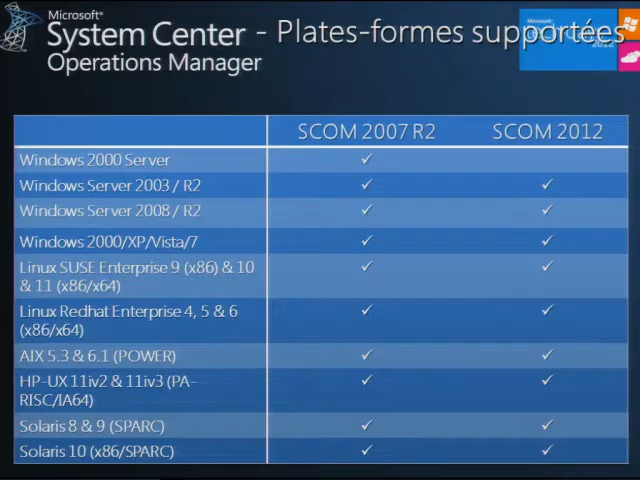 Microsoft®
System Center - Plates-formes supportées
Operations Manager
Microsoft
2012
SCOM 2007 R2 SCOM 2012
Windows 2000 Server ✓
Windows Server 2003 / R2 ✓ ✓
Windows Server 2008 / R2 ✓ ✓
Windows 2000/XP/Vista/7 ✓ ✓
Linux SUSE Enterprise 9 (x86) & 10 ✓ ✓
& 11 (x86/x64)
Linux Redhat Enterprise 4, 5 & 6 ✓ ✓
(x86/x64)
AIX 5.3 & 6.1 (POWER) ✓ ✓
HP-UX 11iv2 & 11iv3 (PA- ✓ ✓
RISC/IA64)
Solaris 8 & 9 (SPARC) ✓ ✓
Solaris 10 (x86/SPARC) ✓ ✓